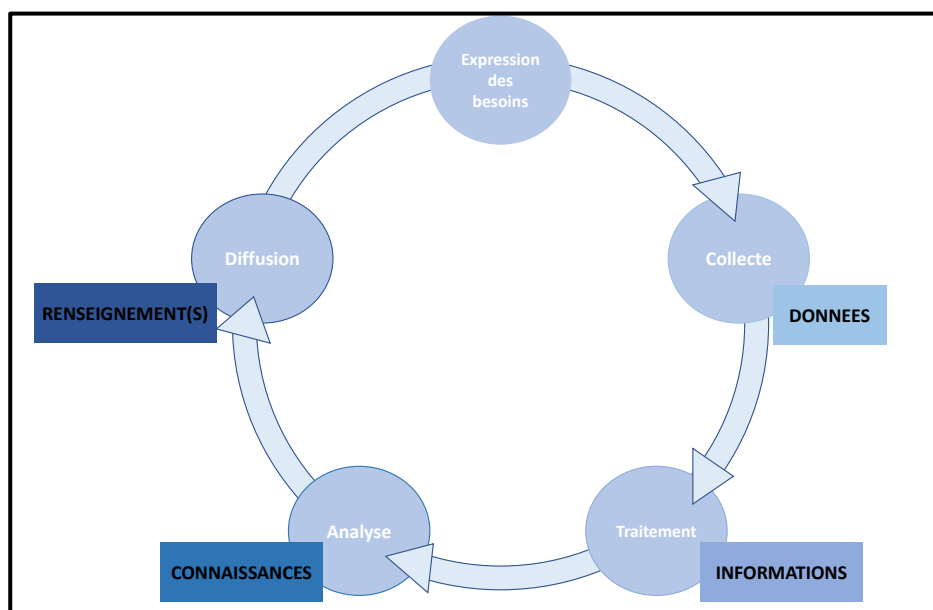 Expression
des
besoins
Diffusion
Collecte
RENSEIGNEMENT(S)
DONNEES
Analyse
Traitement
CONNAISSANCES
INFORMATIONS